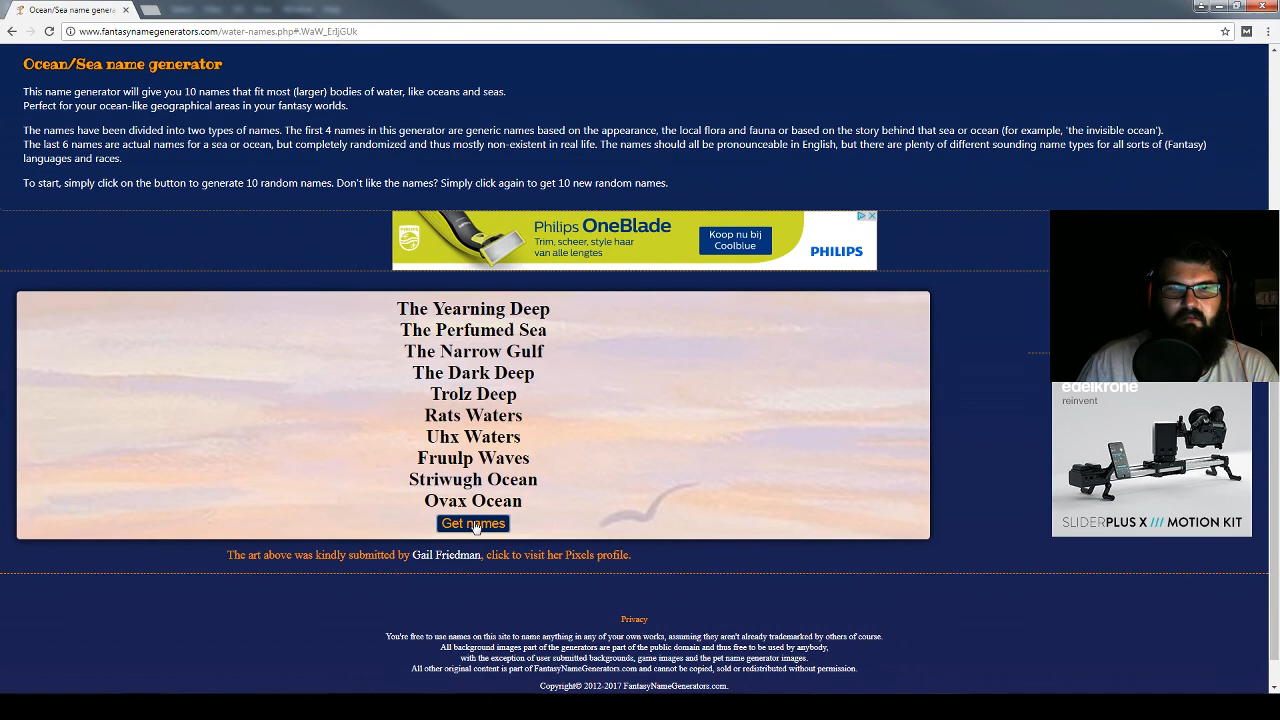 Ocean/Sea name genera
www.fantasynamegenerators.com/water-names.php#.WaW_ErIjGUk
Ocean/Sea name generator
This name generator will give you 10 names that fit most (larger) bodies of water, like oceans and seas.
Perfect for your ocean-like geographical areas in your fantasy worlds.
The names have been divided into two types of names. The first 4 names in this generator are generic names based on the appearance, the local flora and fauna or based on the story behind that sea or ocean (for example, 'the invisible ocean').
The last 6 names are actual names for a sea or ocean, but completely randomized and thus mostly non-existent in real life. The names should all be pronounceable in English, but there are plenty of different sounding name types for all sorts of (Fantasy)
languages and races.
To start, simply click on the button to generate 10 random names. Don't like the names? Simply click again to get 10 new random names.
Philips OneBlade
Trim, scheer, style haar
van alle lengtes
Koop nu bij
Coolblue
PHILIPS
The Yearning Deep
The Perfumed Sea
The Narrow Gulf
The Dark Deep
Trolz Deep
Rats Waters
Uhx Waters
Fruulp Waves
Striwugh Ocean
Ovax Ocean
Get names
edelkrone
reinvent
SLIDERPLUS X /// MOTION KIT
The art above was kindly submitted by Gail Friedman, click to visit her Pixels profile.
Privacy
You're free to use names on this site to name anything in any of your own works, assuming they aren't already trademarked by others of course.
All background images part of the generators are part of the public domain and thus free to be used by anybody,
with the exception of user submitted backgrounds, game images and the pet name generator images.
All other original content is part of FantasyNameGenerators.com and cannot be copied, sold or redistributed without permission.
Copyright© 2012-2017 FantasyNameGenerators.com.